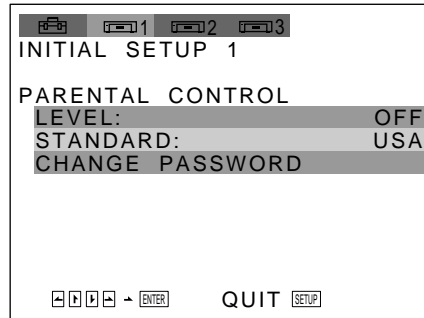 1 2 3
INITIAL SETUP 1
PARENTAL CONTROL
LEVEL: OFF
STANDARD: USA
CHANGE PASSWORD
ENTER QUIT SETUP